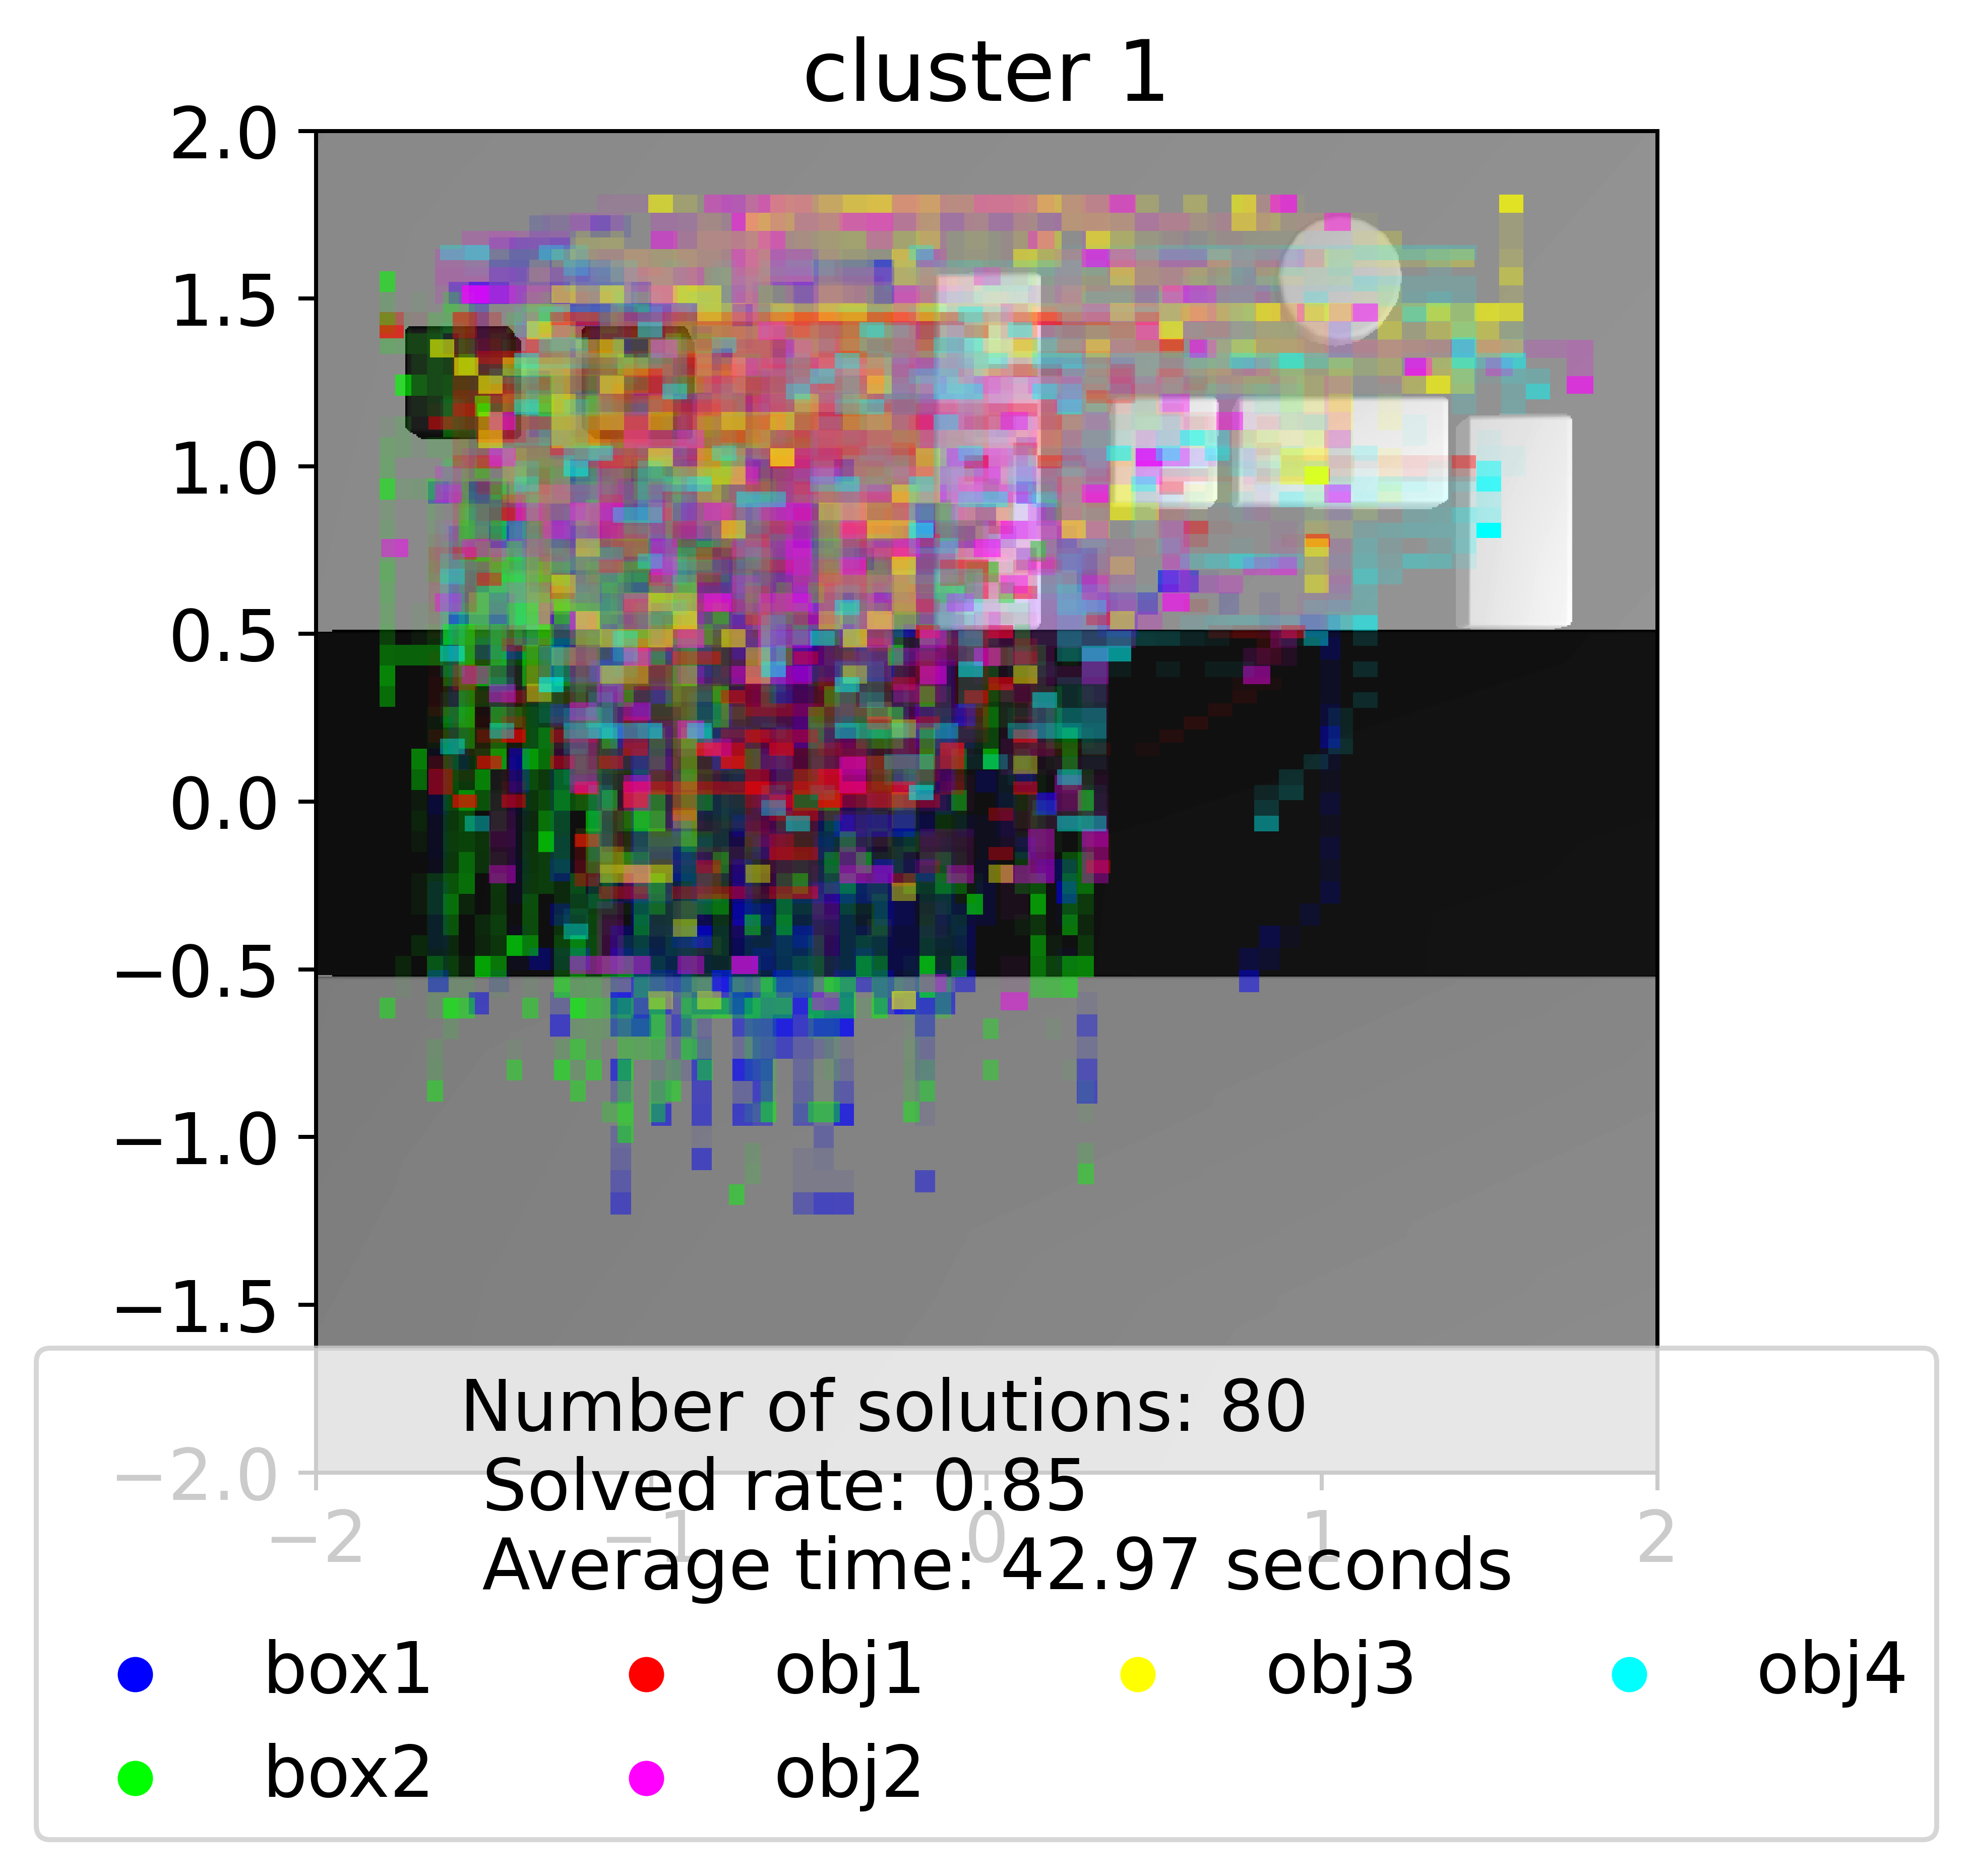 cluster 1
2.0
1.5
1.0
0.5
0.0
−0.5
−1.0
−1.5
−2.0
−2 −1 0 1 2
Number of solutions: 80
Solved rate: 0.85
Average time: 42.97 seconds
box1 obj1 obj3 obj4
box2 obj2